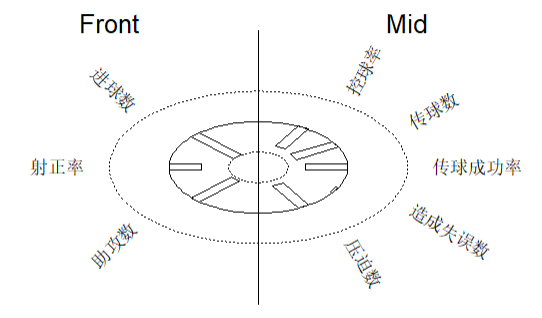 Front
Mid
进球数
射正率
助攻数
控球率
传球数
传球成功率
造成失误数
压迫数